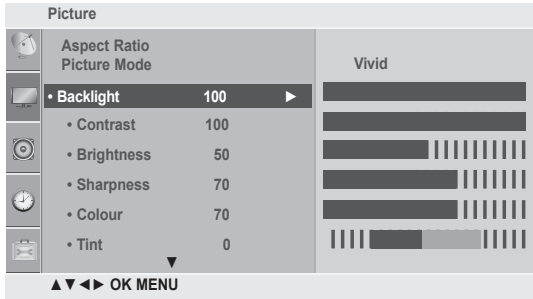 Picture
Aspect Ratio
Picture Mode Vivid
• Backlight 100 ►
• Contrast 100
• Brightness 50
• Sharpness 70
• Colour 70
• Tint 0
▼
▲▼◄► OK MENU